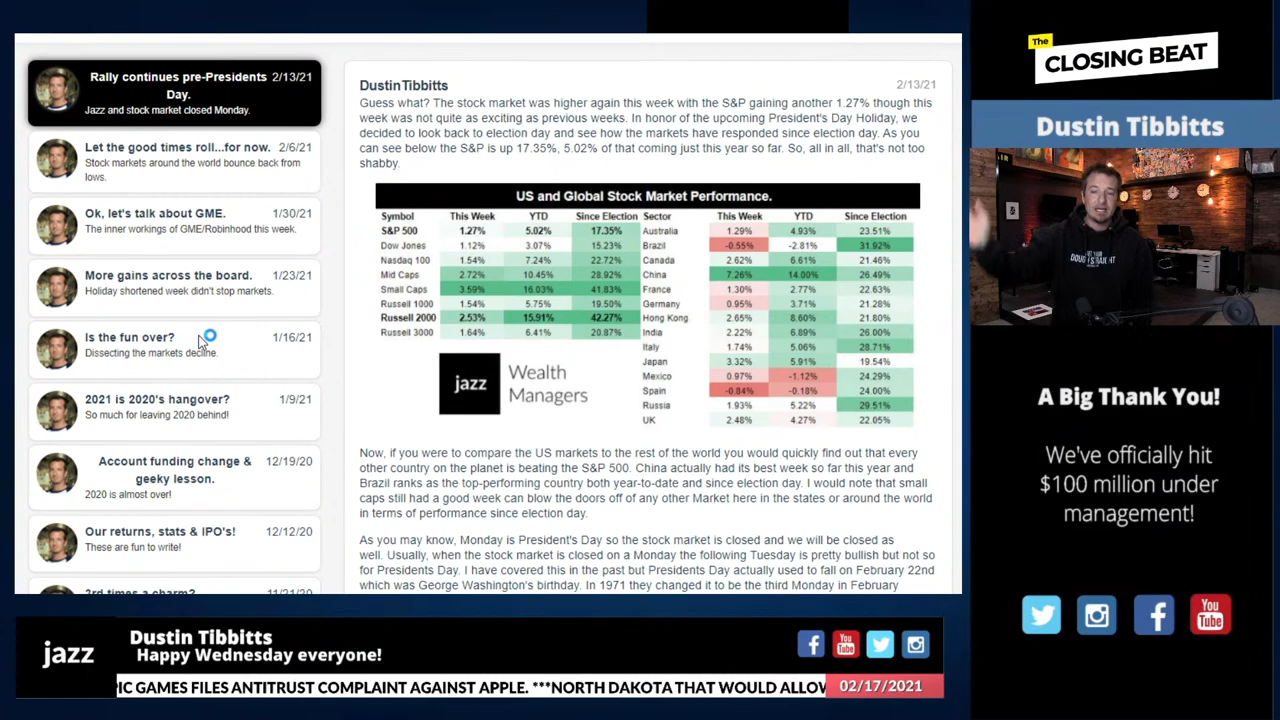 Rally continues pre-Presidents 2/13/21
Day.
Jazz and stock market closed Monday.
Let the good times roll...for now. 2/6/21
Stock markets around the world bounce back from
lows.
Ok, let's talk about GME. 1/30/21
The inner workings of GME/Robinhood this week.
More gains across the board. 1/23/21
Holiday shortened week didn't stop markets.
Is the fun over? 1/16/21
Dissecting the markets decline.
2021 is 2020's hangover? 1/9/21
So much for leaving 2020 behind!
Account funding change & 12/19/20
geeky lesson.
2020 is almost over!
Our returns, stats & IPO's! 12/12/20
These are fun to write!
3rd times a charm? 11/21/20
DustinTibbitts 2/13/21
Guess what? The stock market was higher again this week with the S&P gaining another 1.27% though this
week was not quite as exciting as previous weeks. In honor of the upcoming President's Day Holiday, we
decided to look back to election day and see how the markets have responded since election day. As you
can see below the S&P is up 17.35%, 5.02% of that coming just this year so far. So, all in all, that's not too
shabby.
US and Global Stock Market Performance.
Symbol This Week YTD Since Election Sector This Week YTD Since Election
S&P 500 1.27% 5.02% 17.35% Australia 1.29% 4.93% 23.51%
Dow Jones 1.12% 3.07% 15.23% Brazil -0.55% -2.81% 31.92%
Nasdaq 100 1.54% 7.24% 22.72% Canada 2.62% 6.61% 21.46%
Mid Caps 2.72% 10.45% 28.92% China 7.26% 14.00% 26.49%
Small Caps 3.59% 16.03% 41.83% France 1.30% 2.77% 22.63%
Russell 1000 1.54% 5.75% 19.50% Germany 0.95% 3.71% 21.28%
Russell 2000 2.53% 15.91% 42.27% Hong Kong 2.65% 8.60% 21.80%
Russell 3000 1.64% 6.41% 20.87% India 2.22% 6.89% 26.00%
Italy 1.74% 5.06% 28.71%
Japan 3.32% 5.91% 19.54%
Mexico 0.97% -1.12% 24.29%
Spain -0.84% -0.18% 24.00%
Russia 1.93% 5.22% 29.51%
UK 2.48% 4.27% 22.05%
jazz Wealth
Managers
Now, if you were to compare the US markets to the rest of the world you would quickly find out that every
other country on the planet is beating the S&P 500. China actually had its best week so far this year and
Brazil ranks as the top-performing country both year-to-date and since election day. I would note that small
caps still had a good week can blow the doors off of any other Market here in the states or around the world
in terms of performance since election day.
As you may know, Monday is President's Day so the stock market is closed and we will be closed as
well. Usually, when the stock market is closed on a Monday the following Tuesday is pretty bullish but not so
for Presidents Day. I have covered this in the past but Presidents Day actually used to fall on February 22nd
which was George Washington's birthday. In 1971 they changed it to be the third Monday in February
The
CLOSING BEAT
Dustin Tibbitts
A Big Thank You!
We've officially hit
$100 million under
management!
You
Tube
jazz
Dustin Tibbitts
Happy Wednesday everyone!
You
Tube
IC GAMES FILES ANTITRUST COMPLAINT AGAINST APPLE. ***NORTH DAKOTA THAT WOULD ALLOW
02/17/2021